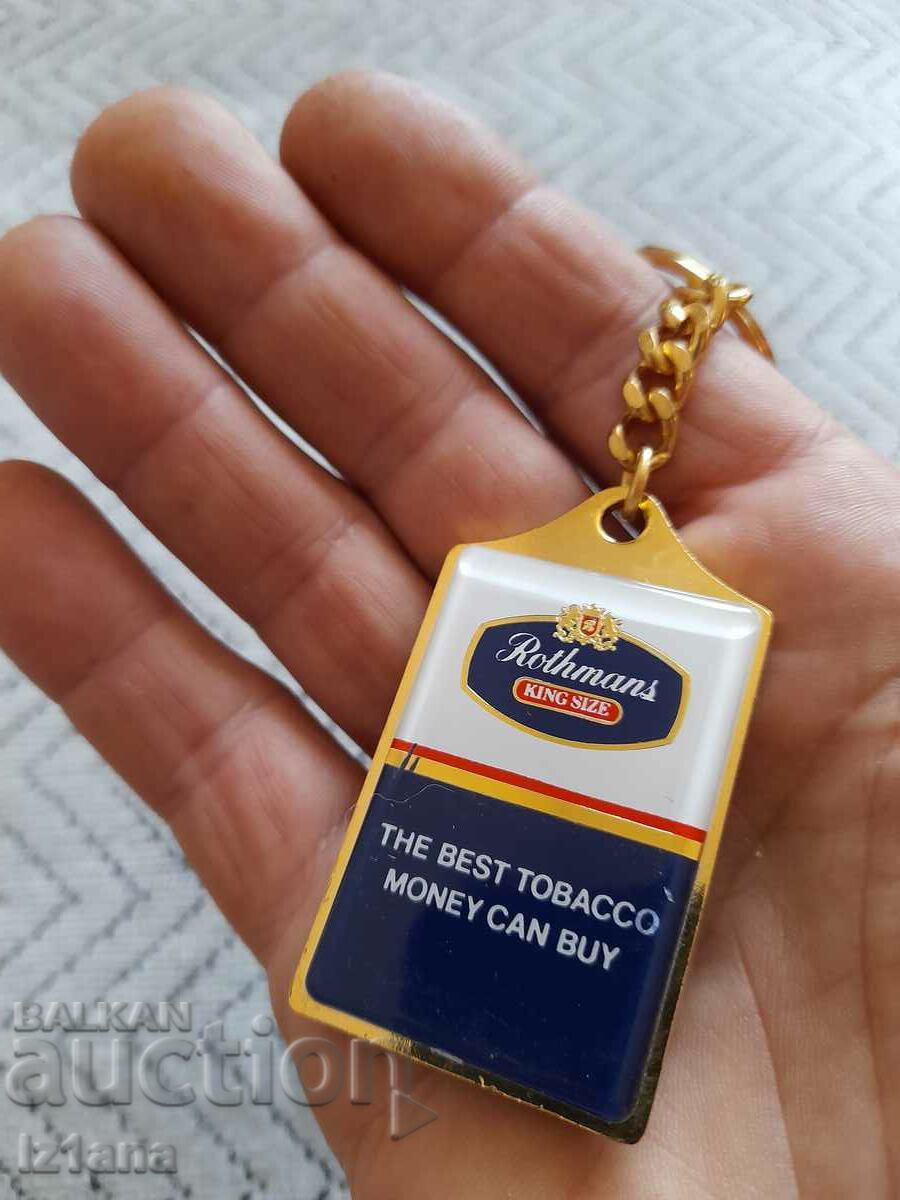 Rothmans
KING SIZE
THE BEST TOBACCO
MONEY CAN BUY
BALKAN
auction
Iz1ana